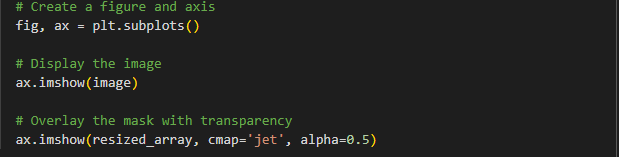 # Create a figure and axis
fig, ax = plt.subplots()
# Display the image
ax.imshow(image)
# Overlay the mask with transparency
ax.imshow(resized_array, cmap='jet', alpha=0.5)